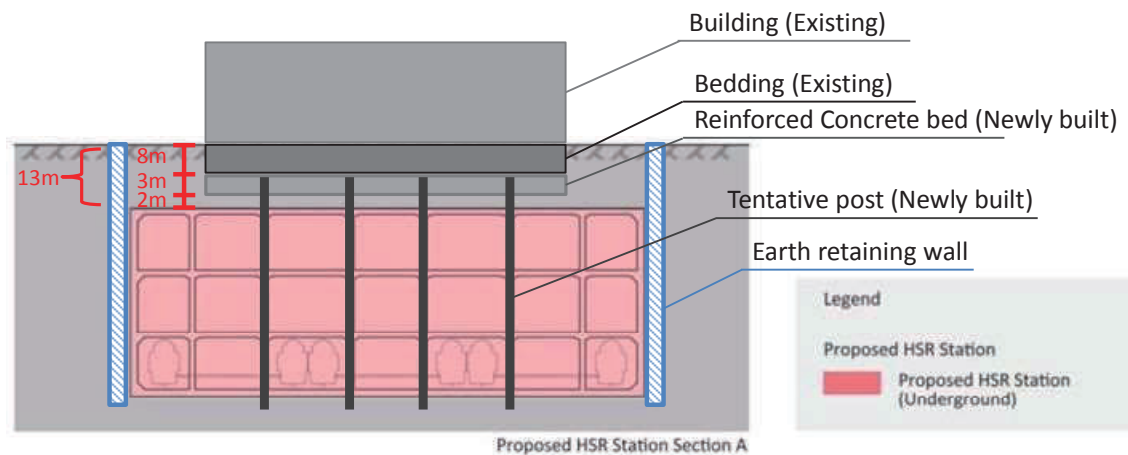 Building (Existing)
Bedding (Existing)
Reinforced Concrete bed (Newly built)
8m
13m
3m
2m
Tentative post (Newly built)
Earth retaining wall
Legend
Proposed HSR Station
Proposed HSR Station
(Underground)
Proposed HSR Station Section A